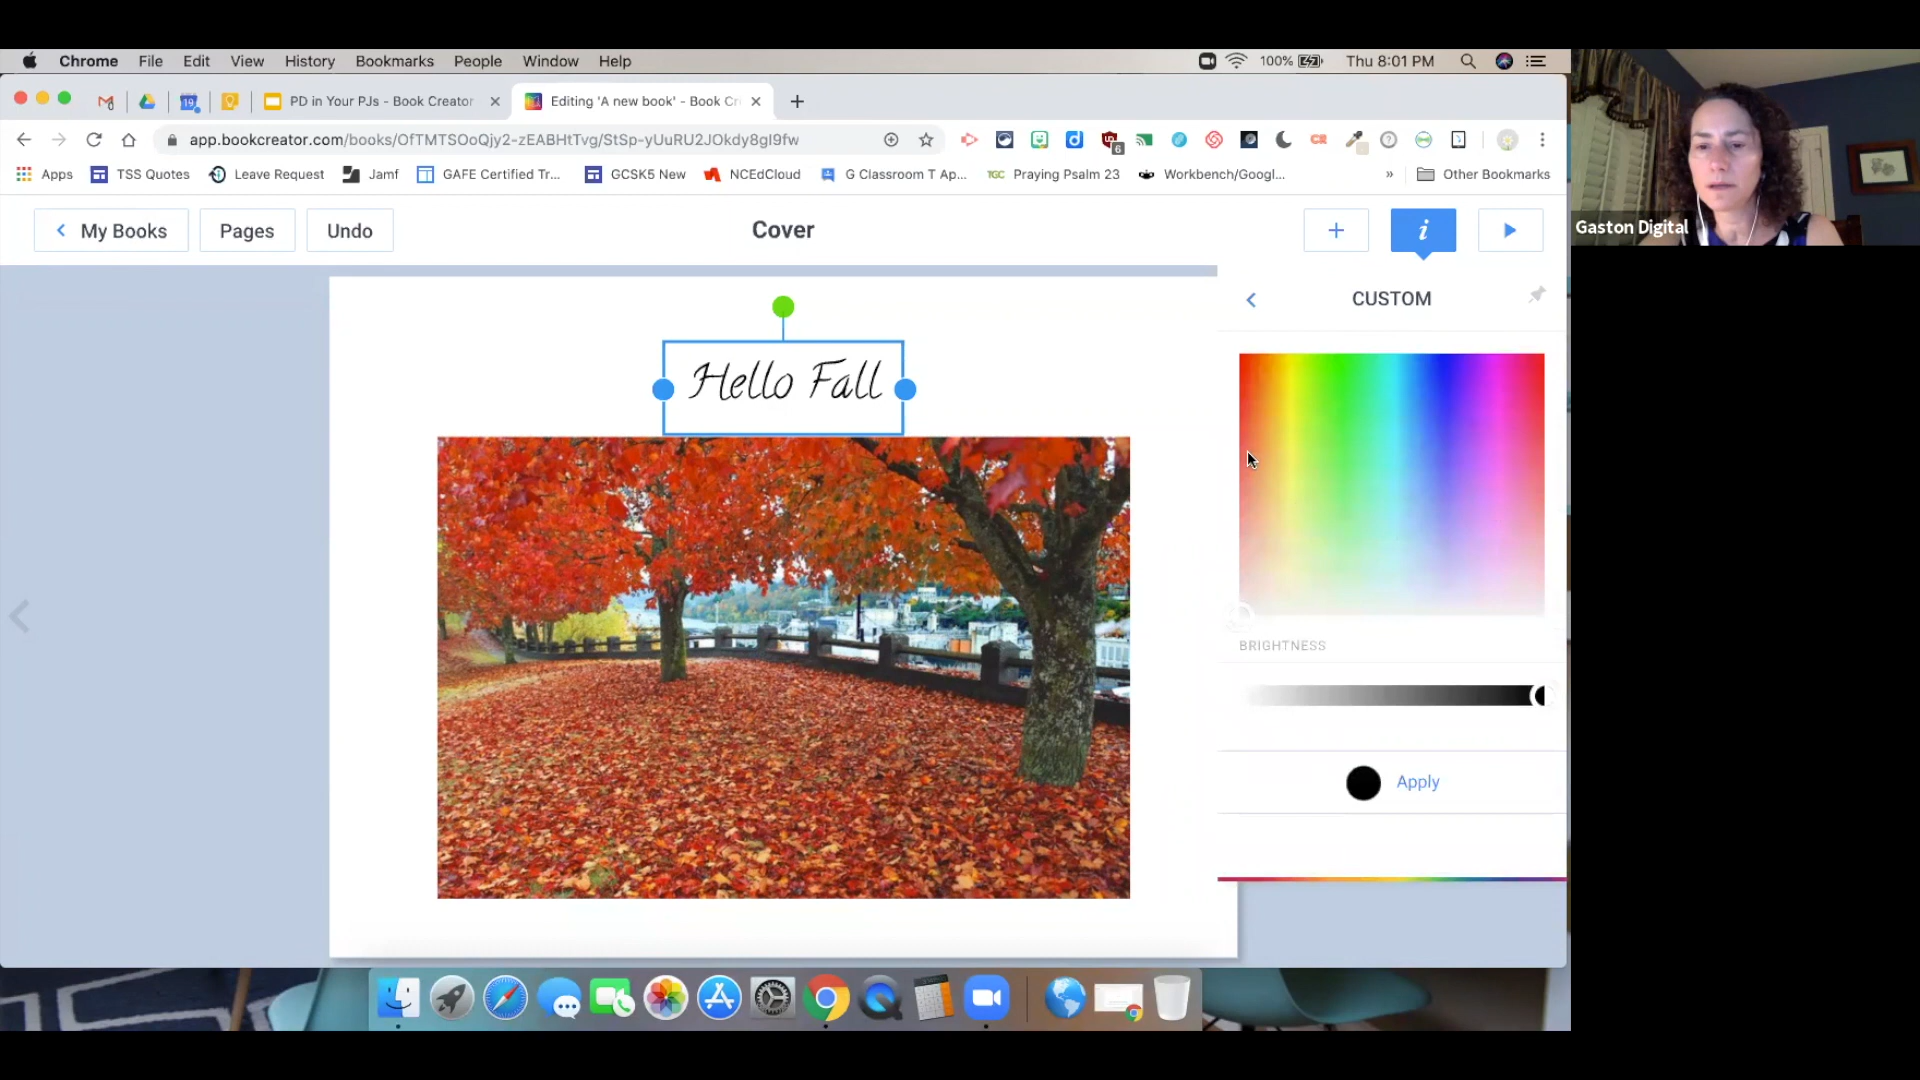 Chrome File Edit View History Bookmarks People Window Help 100% Thu 8:01 PM
19 PD in Your PJs - Book Creator Editing 'A new book' - Book Cr
app.bookcreator.com/books/OfTMTSOoQjy2-zEABHtTvg/StSp-yUuRU2JOkdy8gI9fw
Apps TSS Quotes Leave Request Jamf GAFE Certified Tr... GCSK5 New NCEdCloud G Classroom T Ap... TGC Praying Psalm 23 Workbench/Googl... » Other Bookmarks
My Books Pages Undo Cover + i
Gaston Digital
CUSTOM
Hello Fall
BRIGHTNESS
Apply